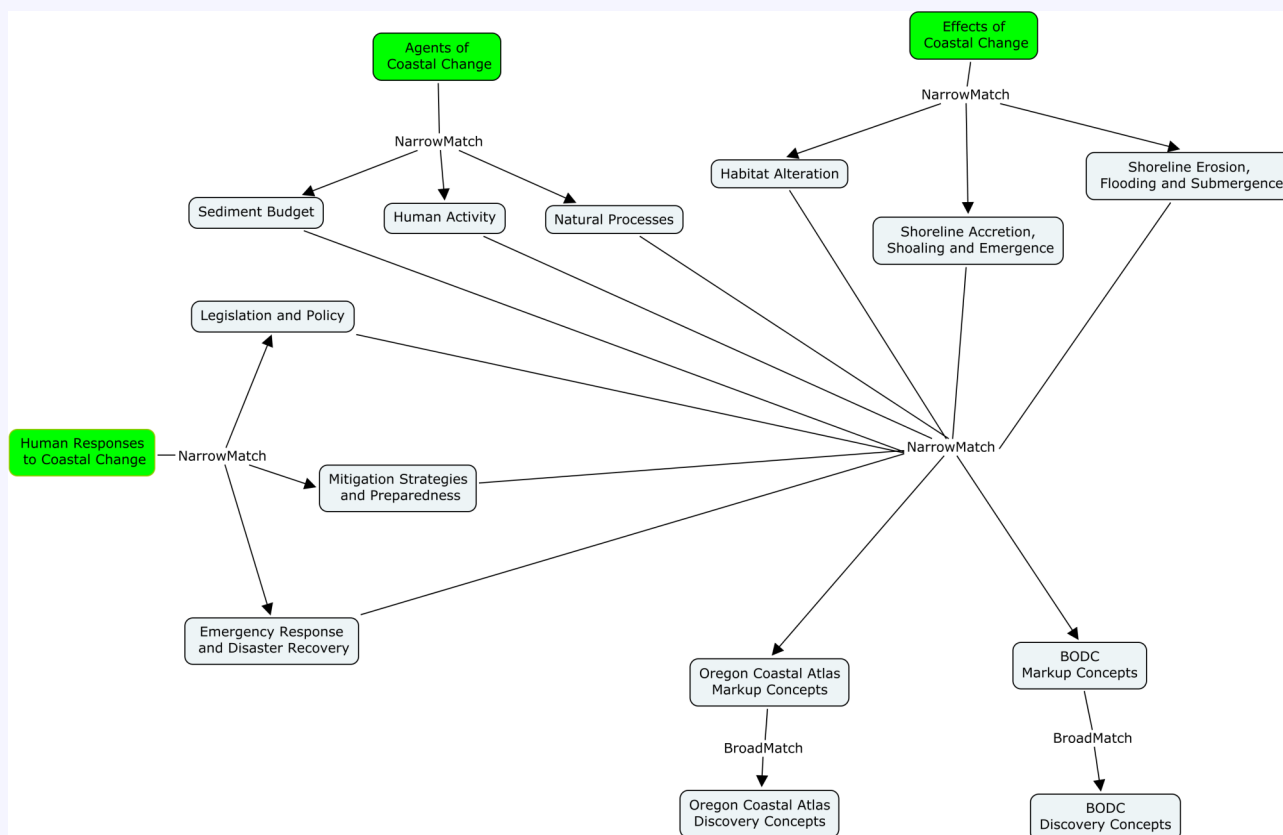 Agents of
Coastal Change
Effects of
Coastal Change
NarrowMatch
NarrowMatch
Habitat Alteration
Shoreline Erosion,
Flooding and Submergence
Sediment Budget
Human Activity
Natural Processes
Shoreline Accretion,
Shoaling and Emergence
Legislation and Policy
Human Responses
to Coastal Change
NarrowMatch
NarrowMatch
Mitigation Strategies
and Preparedness
Emergency Response
and Disaster Recovery
Oregon Coastal Atlas
Markup Concepts
BODC
Markup Concepts
BroadMatch
BroadMatch
Oregon Coastal Atlas
Discovery Concepts
BODC
Discovery Concepts